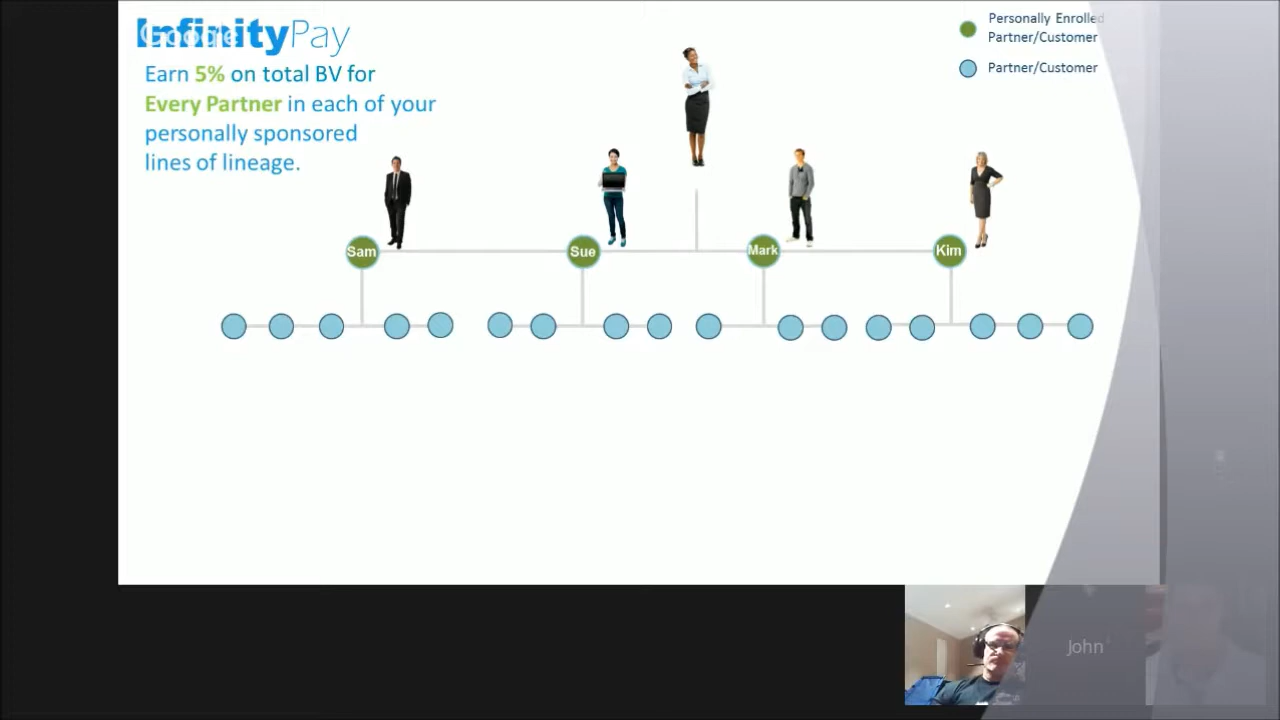 InfinityPay
Google
Earn 5% on total BV for
Every Partner in each of your
personally sponsored
lines of lineage.
Personally Enrolled
Partner/Customer
Partner/Customer
Sam
Sue
Mark
Kim
John